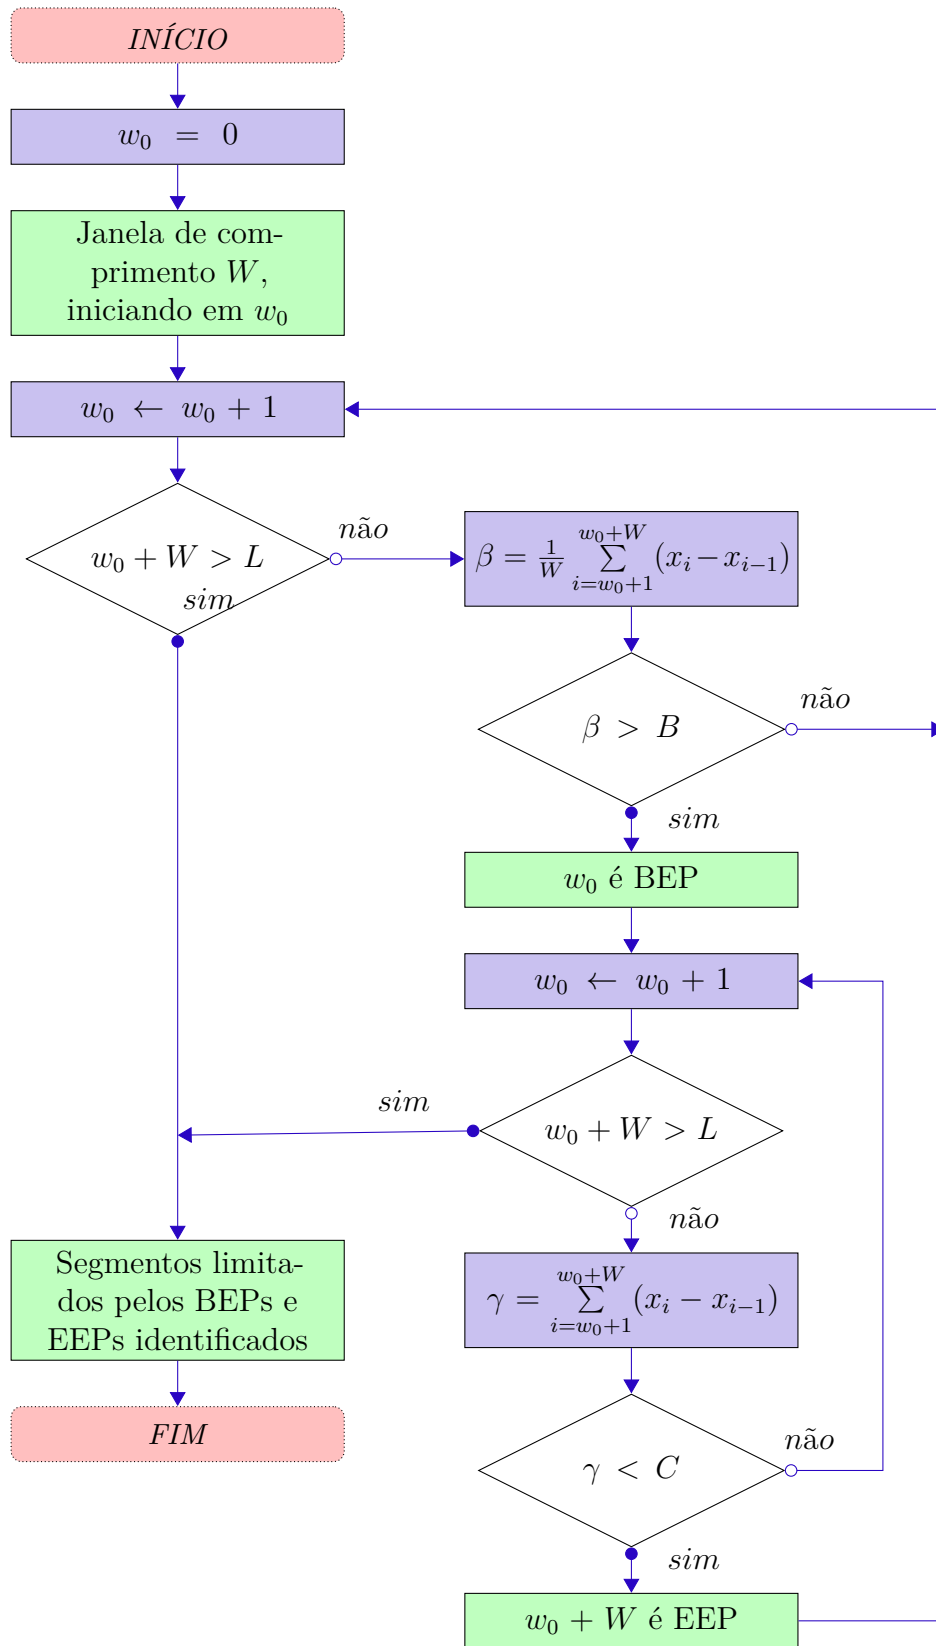 INÍCIO
w₀ = 0
Janela de com-
primento W,
iniciando em w₀
w₀ ← w₀ + 1
w₀ + W > L
não
sim
β = 1/W ∑_{i=w₀+1}^{w₀+W} (xᵢ − xᵢ₋₁)
β > B
não
sim
w₀ é BEP
w₀ ← w₀ + 1
w₀ + W > L
sim
não
γ = ∑_{i=w₀+1}^{w₀+W} (xᵢ − xᵢ₋₁)
γ < C
não
sim
w₀ + W é EEP
Segmentos limita-
dos pelos BEPs e
EEPs identificados
FIM